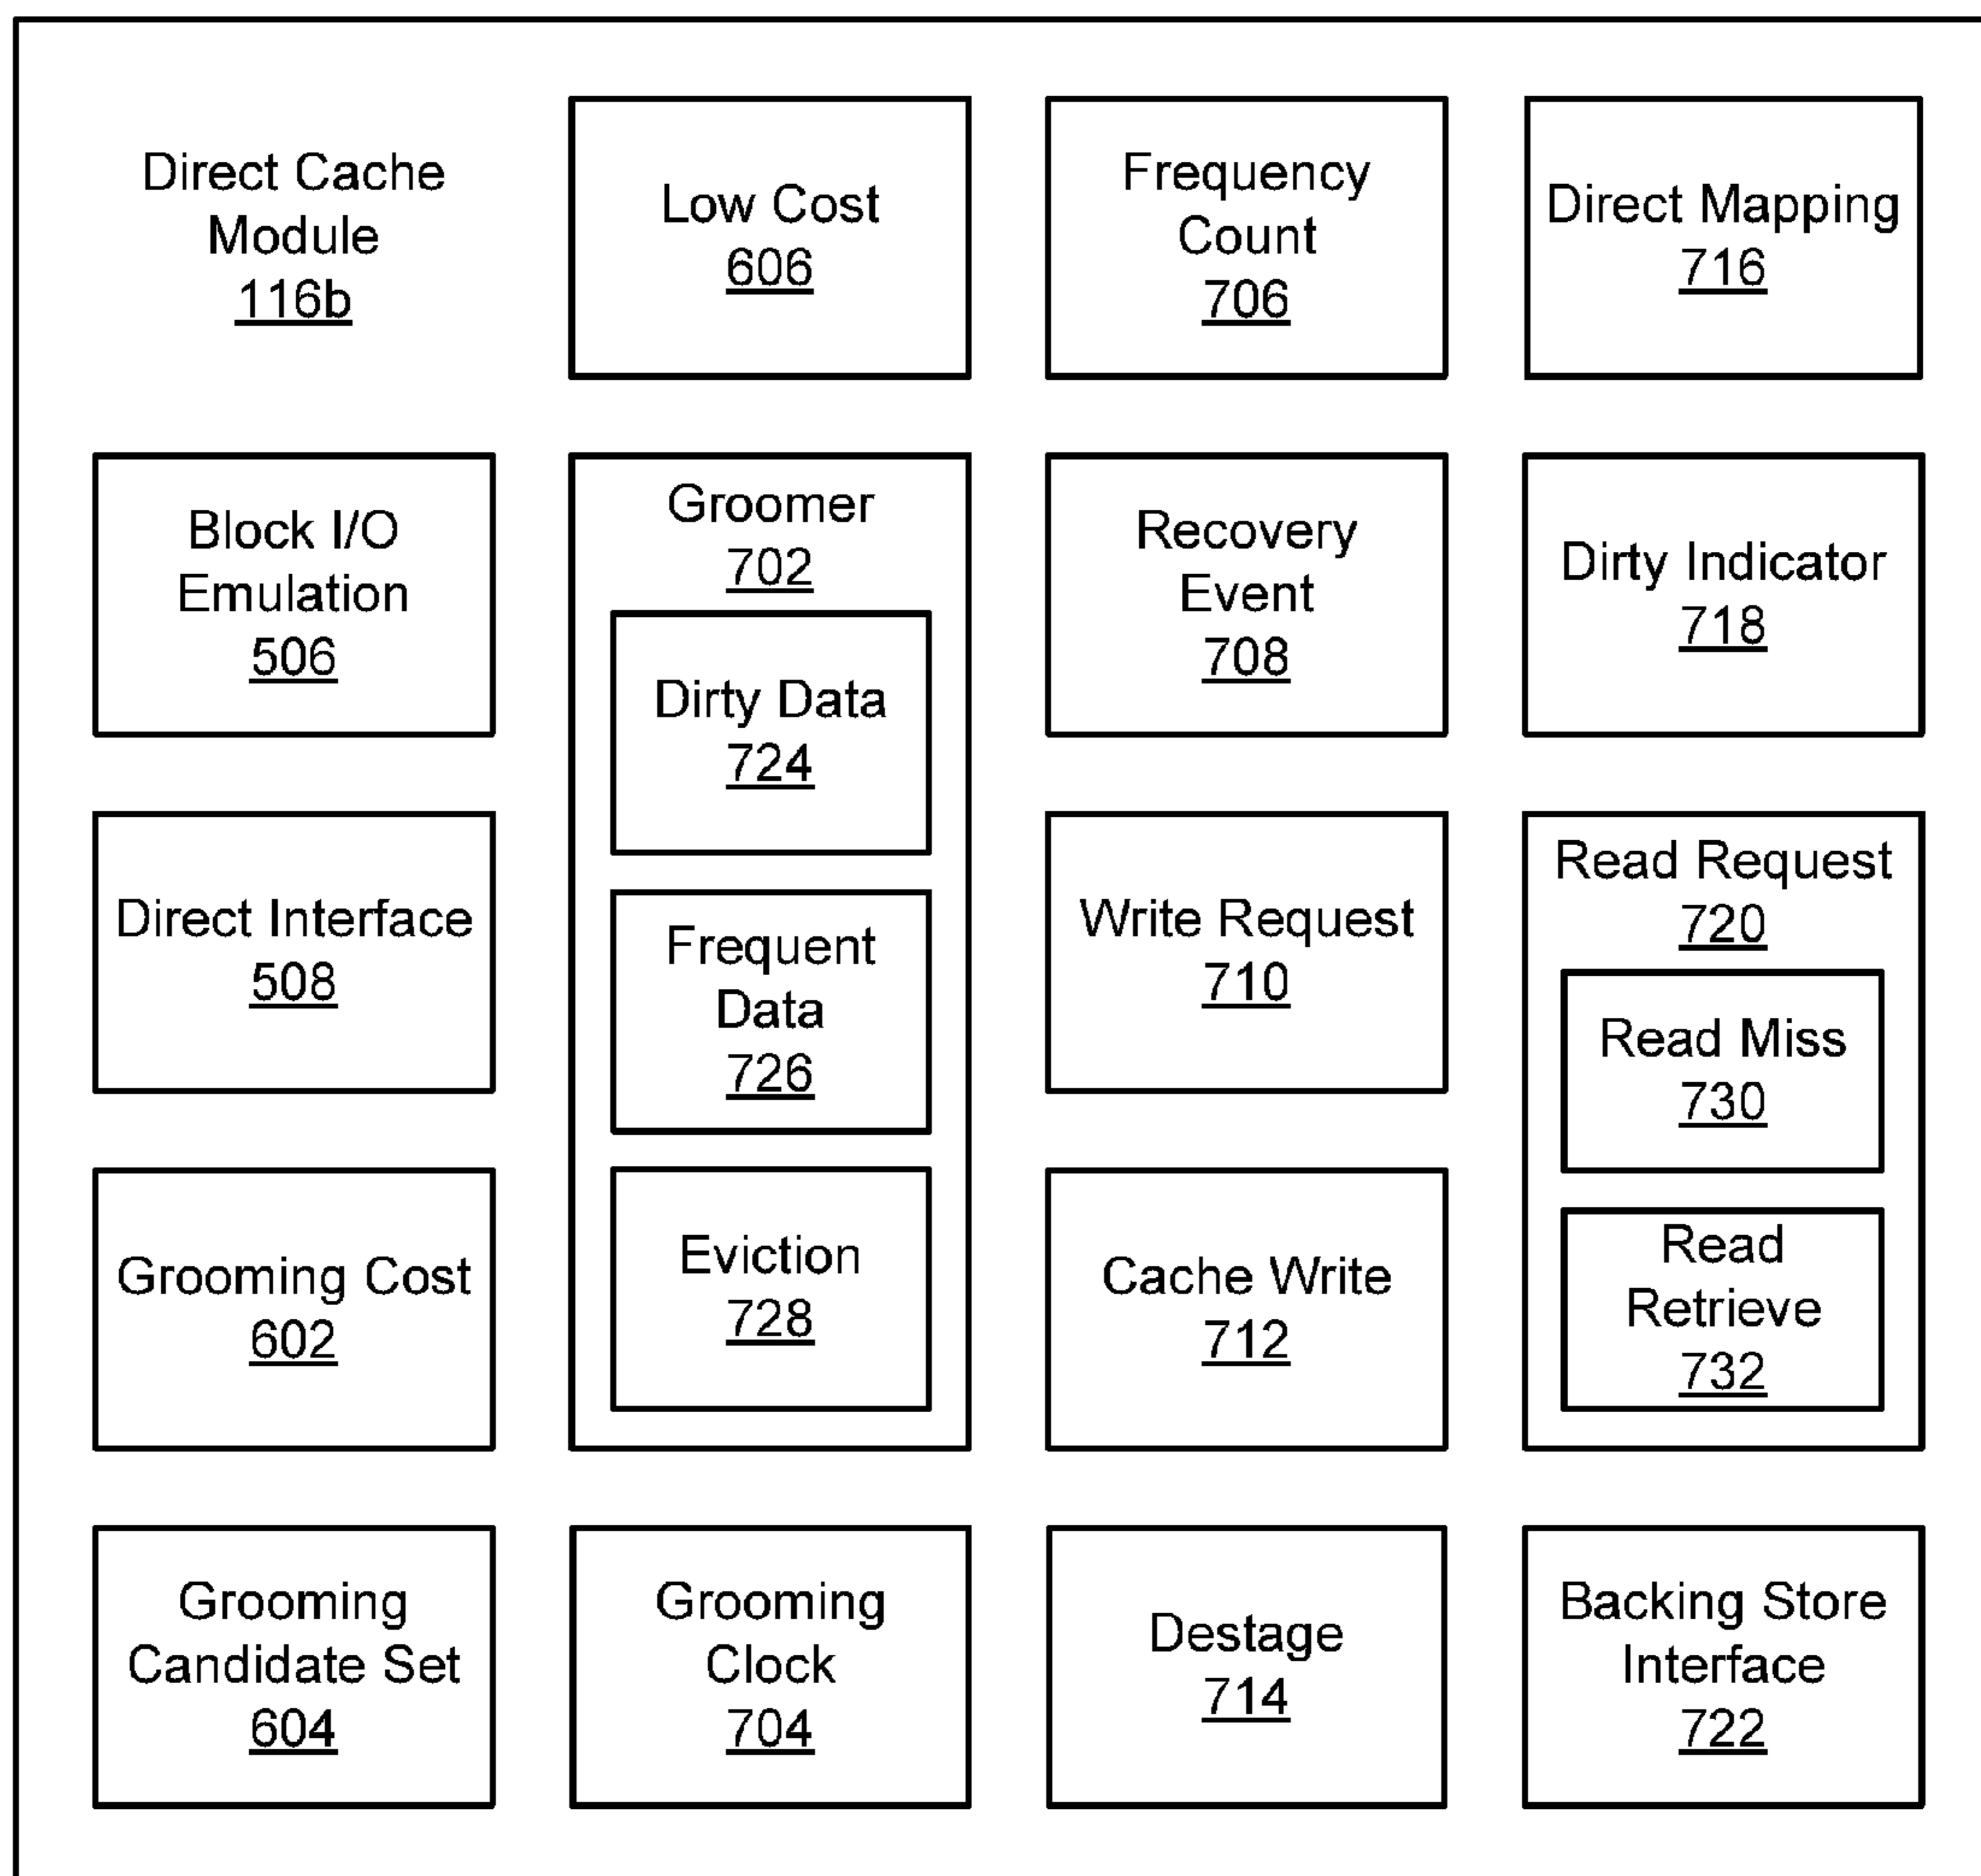 Direct Cache
Module
116b
Low Cost
606
Frequency
Count
706
Direct Mapping
716
Block I/O
Emulation
506
Groomer
702
Dirty Data
724
Frequent
Data
726
Eviction
728
Recovery
Event
708
Dirty Indicator
718
Direct Interface
508
Write Request
710
Read Request
720
Read Miss
730
Read
Retrieve
732
Grooming Cost
602
Cache Write
712
Grooming
Candidate Set
604
Grooming
Clock
704
Destage
714
Backing Store
Interface
722